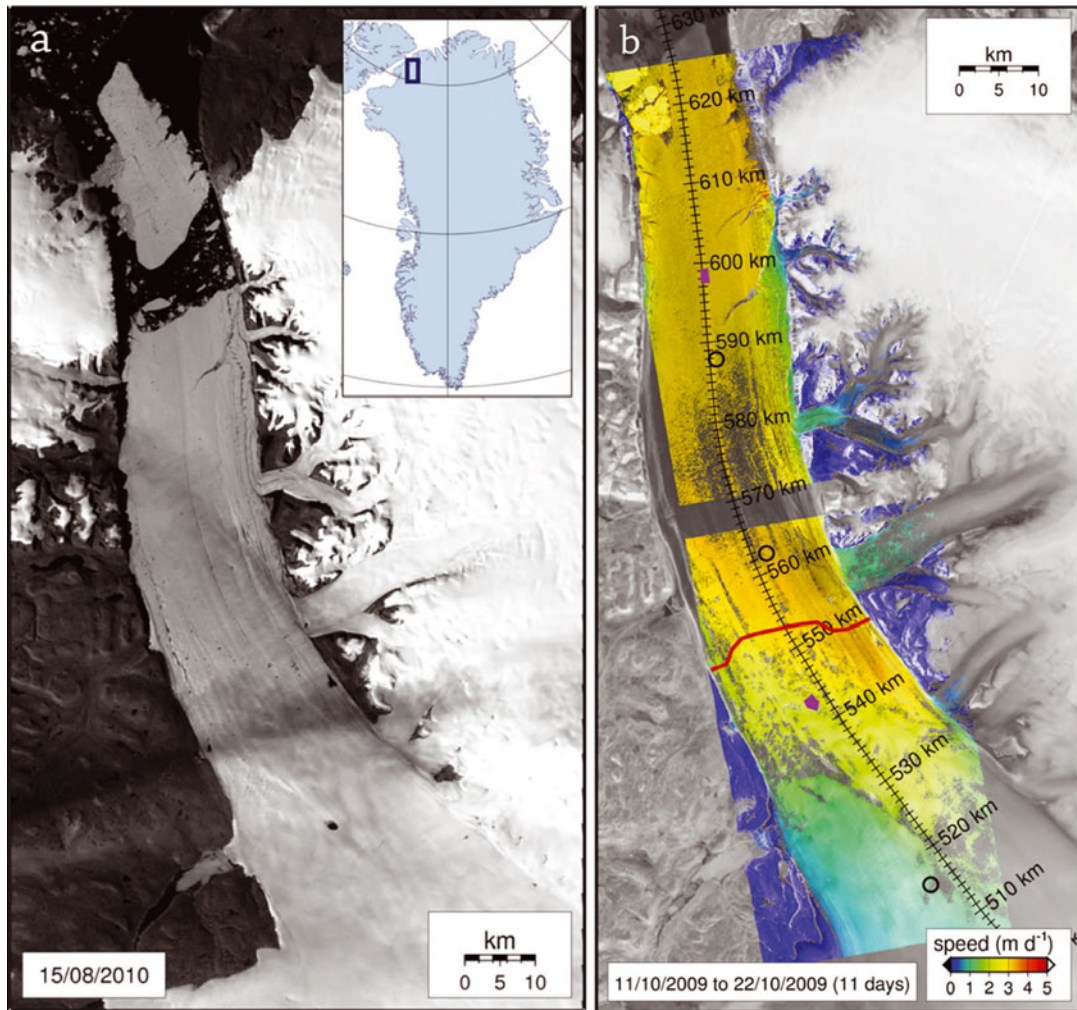 a
km
0 5 10
15/08/2010
b
km
0 5 10
630 km
620 km
610 km
600 km
590 km
580 km
570 km
560 km
550 km
540 km
530 km
520 km
510 km
speed (m d⁻¹)
0 1 2 3 4 5
11/10/2009 to 22/10/2009 (11 days)